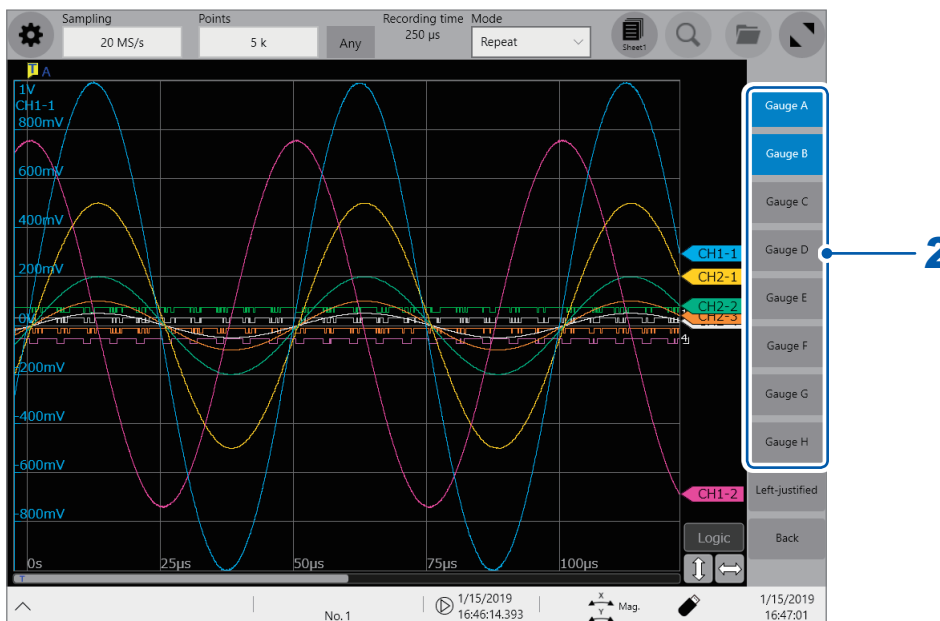 Sampling
20 MS/s
Points
5 k
Any
Recording time
250 µs
Mode
Repeat
Sheet1
T A
1V
CH1-1
800mV
600mV
400mV
200mV
0V
-200mV
-400mV
-600mV
-800mV
0s
25µs
50µs
75µs
100µs
CH1-1
CH2-1
CH2-2
CH2-3
CH1-2
Logic
T
Gauge A
Gauge B
Gauge C
Gauge D
Gauge E
Gauge F
Gauge G
Gauge H
Left-justified
Back
2
No. 1
1/15/2019
16:46:14.393
X
Y
Mag.
1/15/2019
16:47:01